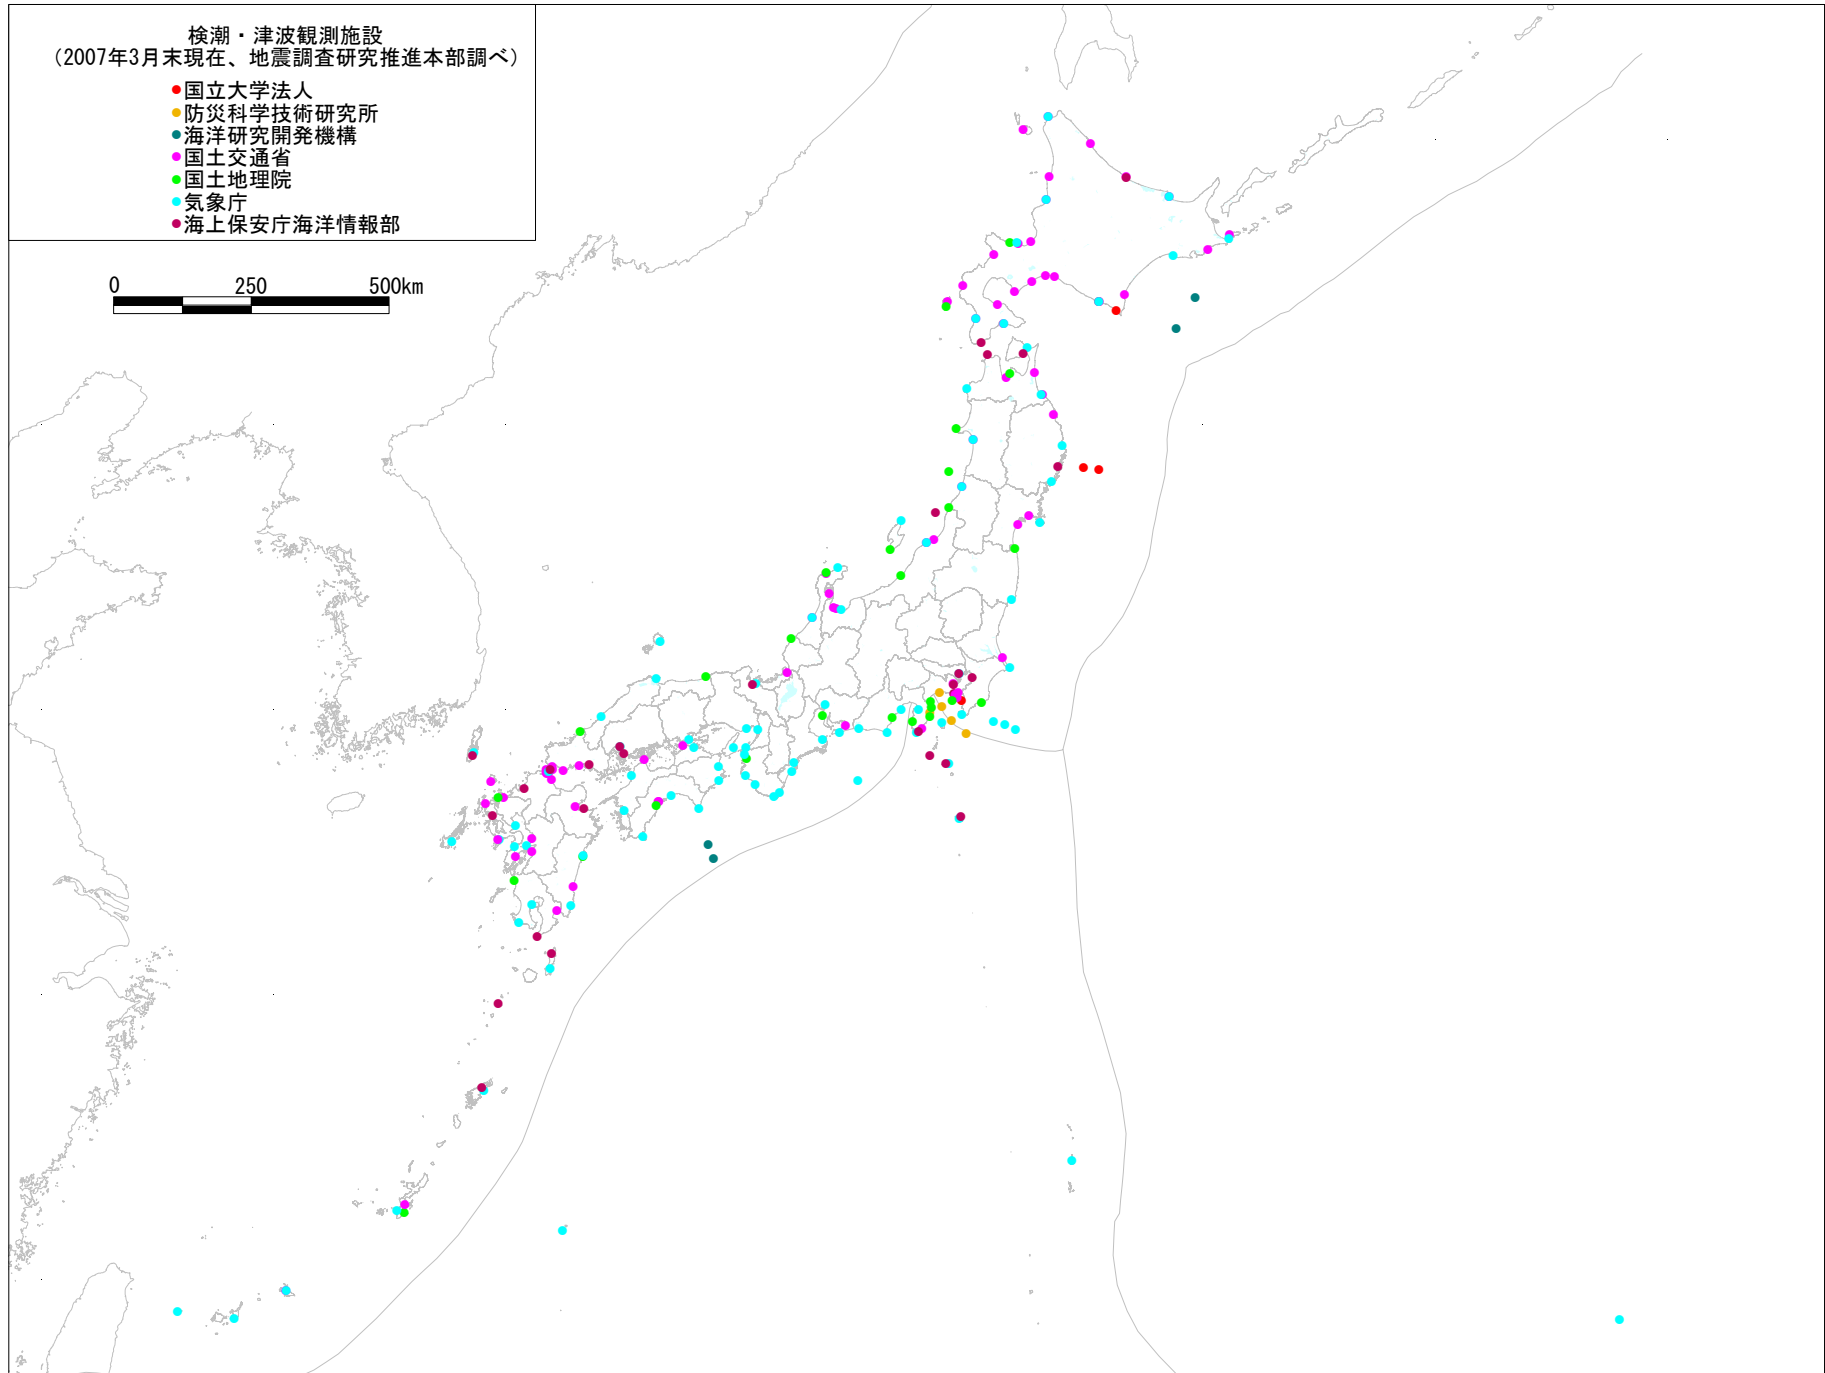 検潮・津波観測施設
（2007年3月末現在、地震調査研究推進本部調べ）
国立大学法人
防災科学技術研究所
海洋研究開発機構
国土交通省
国土地理院
気象庁
海上保安庁海洋情報部
0 250 500km